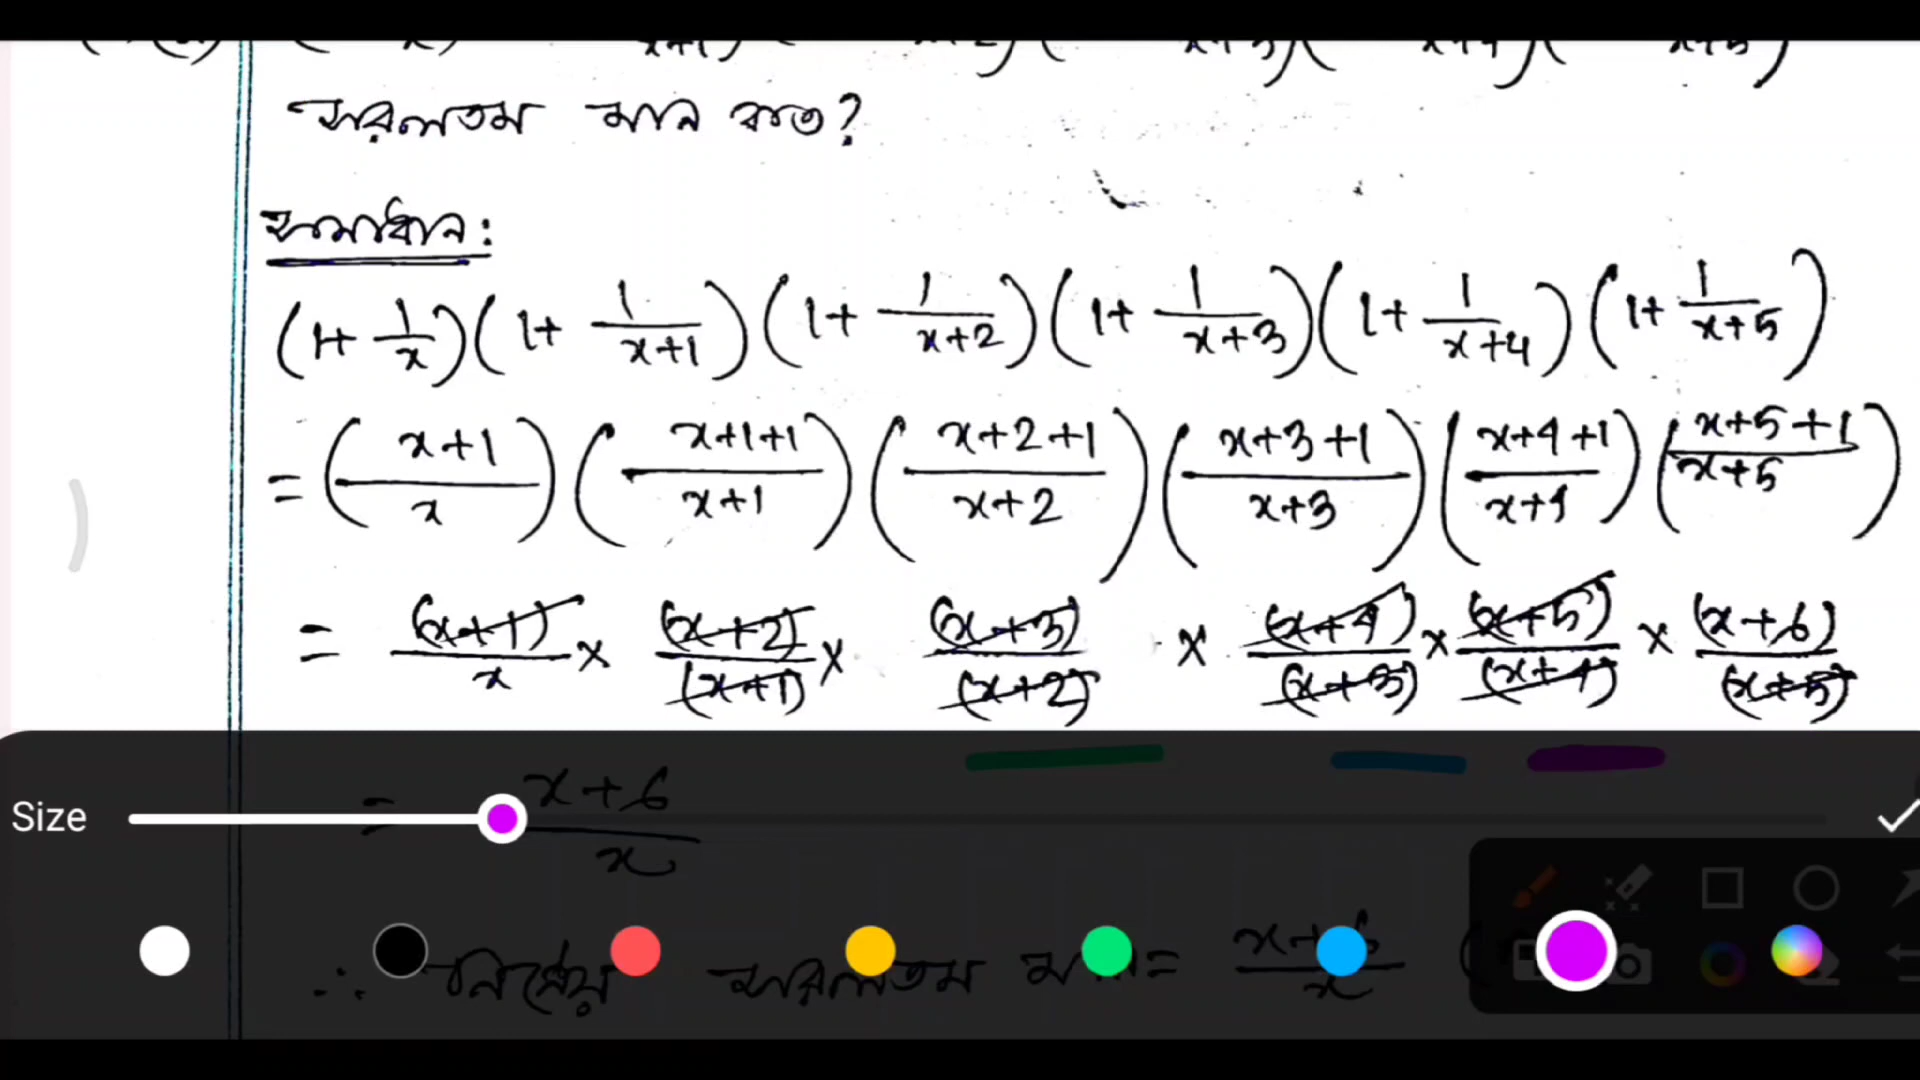 সরলতম মান কত?
সমাধান:
(1+ 1/x)(1+ 1/x+1)(1+ 1/x+2)(1+ 1/x+3)(1+ 1/x+4)(1+ 1/x+5)
= (x+1/x)(x+1+1/x+1)(x+2+1/x+2)(x+3+1/x+3)(x+4+1/x+4)(x+5+1/x+5)
= (x+1)/x × (x+2)/(x+1) × (x+3)/(x+2) × (x+4)/(x+3) × (x+5)/(x+4) × (x+6)/(x+5)
= x+6/x
Size
∴ নির্ণেয় সরলতম = x+6/x